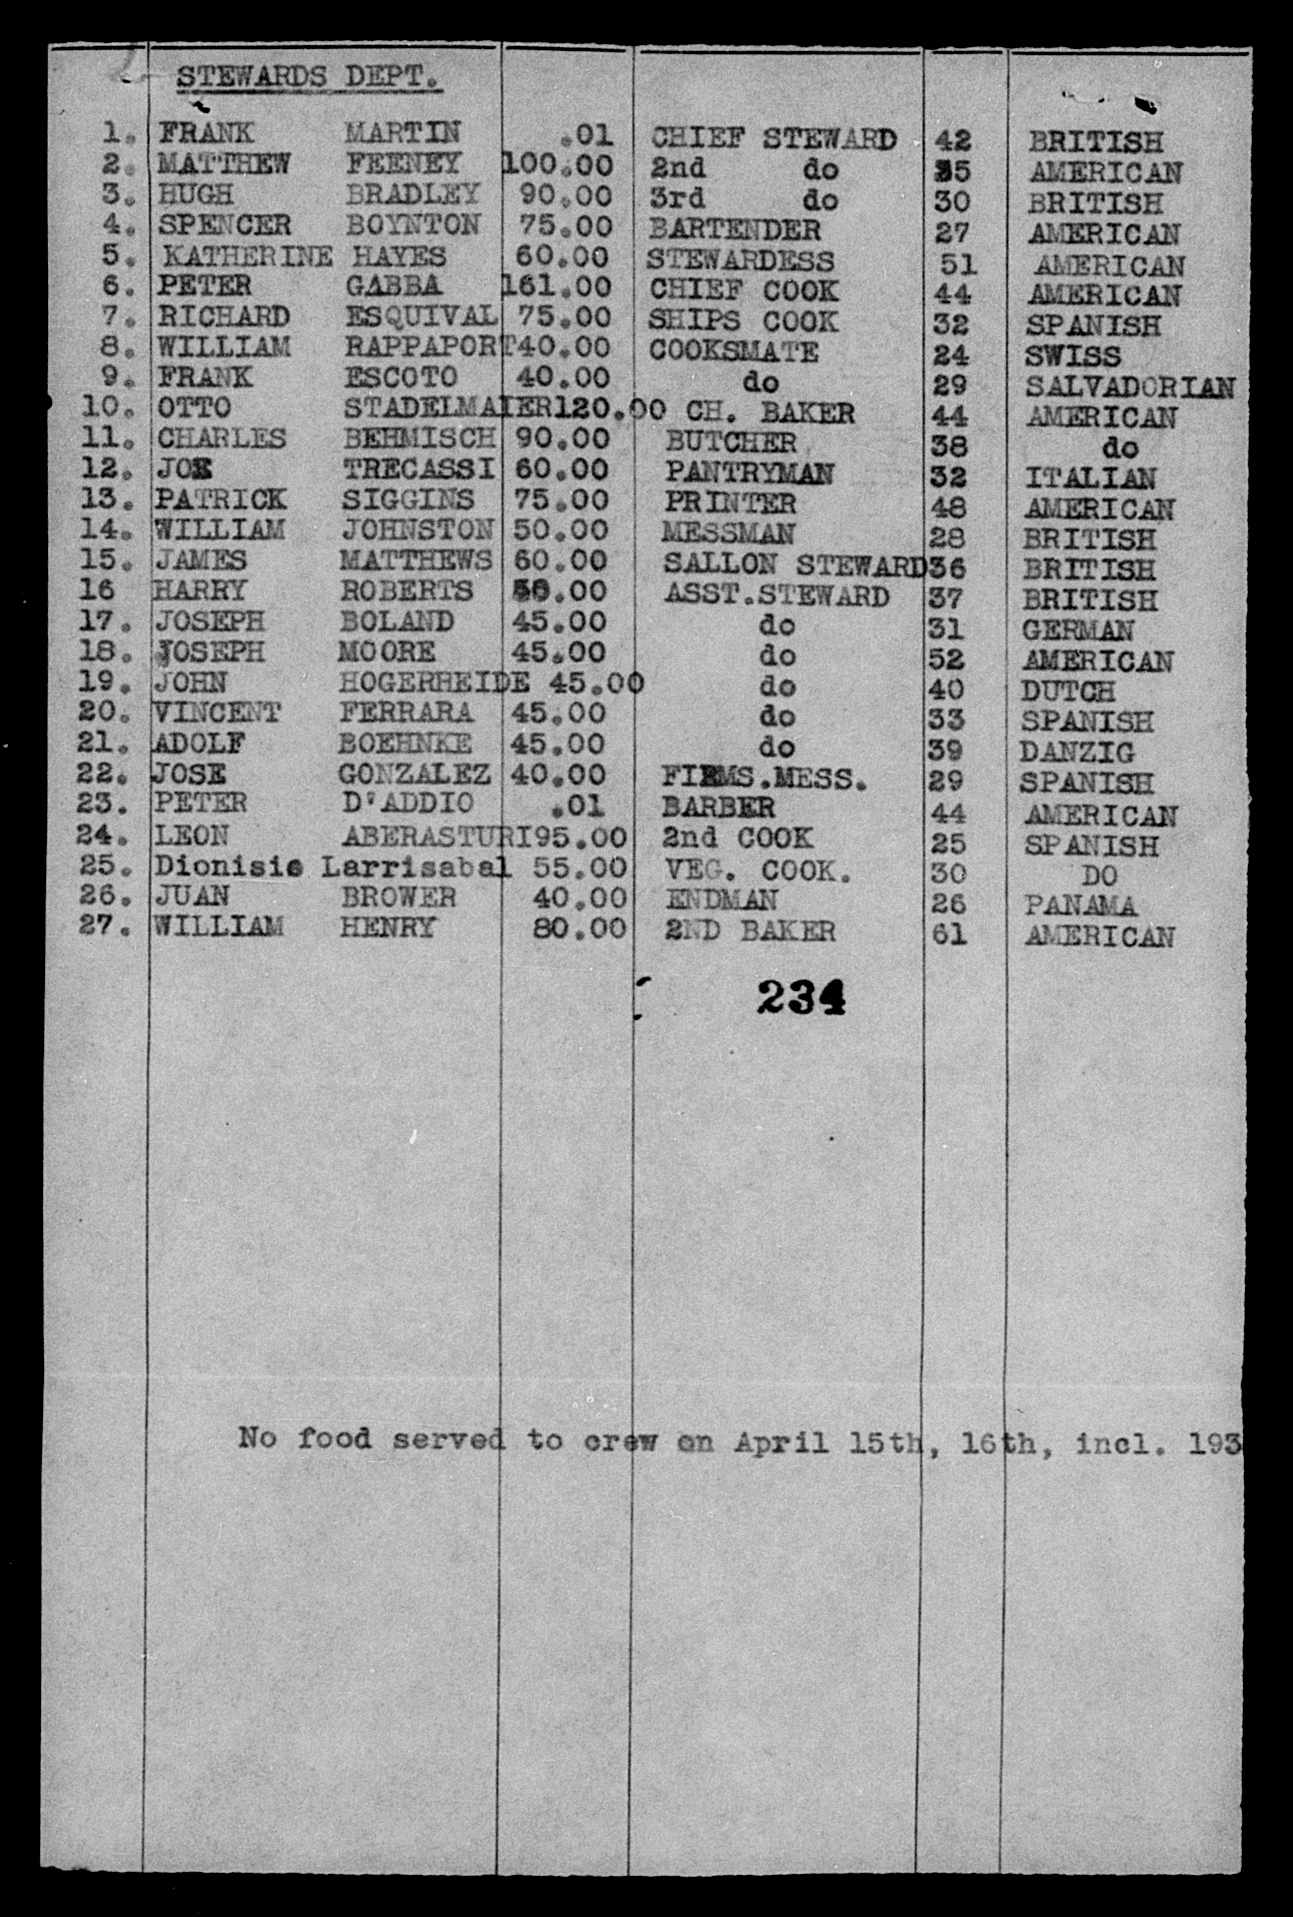 STEWARDS DEPT.
1. FRANK MARTIN .01 CHIEF STEWARD 42 BRITISH
2. MATTHEW FEENEY 100.00 2nd do 35 AMERICAN
3. HUGH BRADLEY 90.00 3rd do 30 BRITISH
4. SPENCER BOYNTON 75.00 BARTENDER 27 AMERICAN
5. KATHERINE HAYES 60.00 STEWARDESS 51 AMERICAN
6. PETER GABBA 161.00 CHIEF COOK 44 AMERICAN
7. RICHARD ESQUIVAL 75.00 SHIPS COOK 32 SPANISH
8. WILLIAM RAPPAPORT 40.00 COOKSMATE 24 SWISS
9. FRANK ESCOTO 40.00 do 29 SALVADORIAN
10. OTTO STADELMAIER 120.00 CH. BAKER 44 AMERICAN
11. CHARLES BEHMISCH 90.00 BUTCHER 38 do
12. JOE TRECASSI 60.00 PANTRYMAN 32 ITALIAN
13. PATRICK SIGGINS 75.00 PRINTER 48 AMERICAN
14. WILLIAM JOHNSTON 50.00 MESSMAN 28 BRITISH
15. JAMES MATTHEWS 60.00 SALLON STEWARD 36 BRITISH
16 HARRY ROBERTS ASST.STEWARD 37 BRITISH
17. JOSEPH BOLAND 45.00 do 31 GERMAN
18. JOSEPH MOORE 45.00 do 52 AMERICAN
19. JOHN HOGERHEIDE 45.00 do 40 DUTCH
20. VINCENT FERRARA 45.00 do 33 SPANISH
21. ADOLF BOEHNKE 45.00 do 39 DANZIG
22. JOSE GONZALEZ 40.00 29 SPANISH
23. PETER D'ADDIO .01 BARBER 44 AMERICAN
24. LEON ABERASTURI 95.00 2nd COOK 25 SPANISH
25. Dionisie Larrisabal 55.00 VEG. COOK. 30 DO
26. JUAN BROWER 40.00 ENDMAN 26 PANAMA
27. WILLIAM HENRY 80.00 2ND BAKER 61 AMERICAN
234
No food served to crew on April 15th, 16th, incl. 193